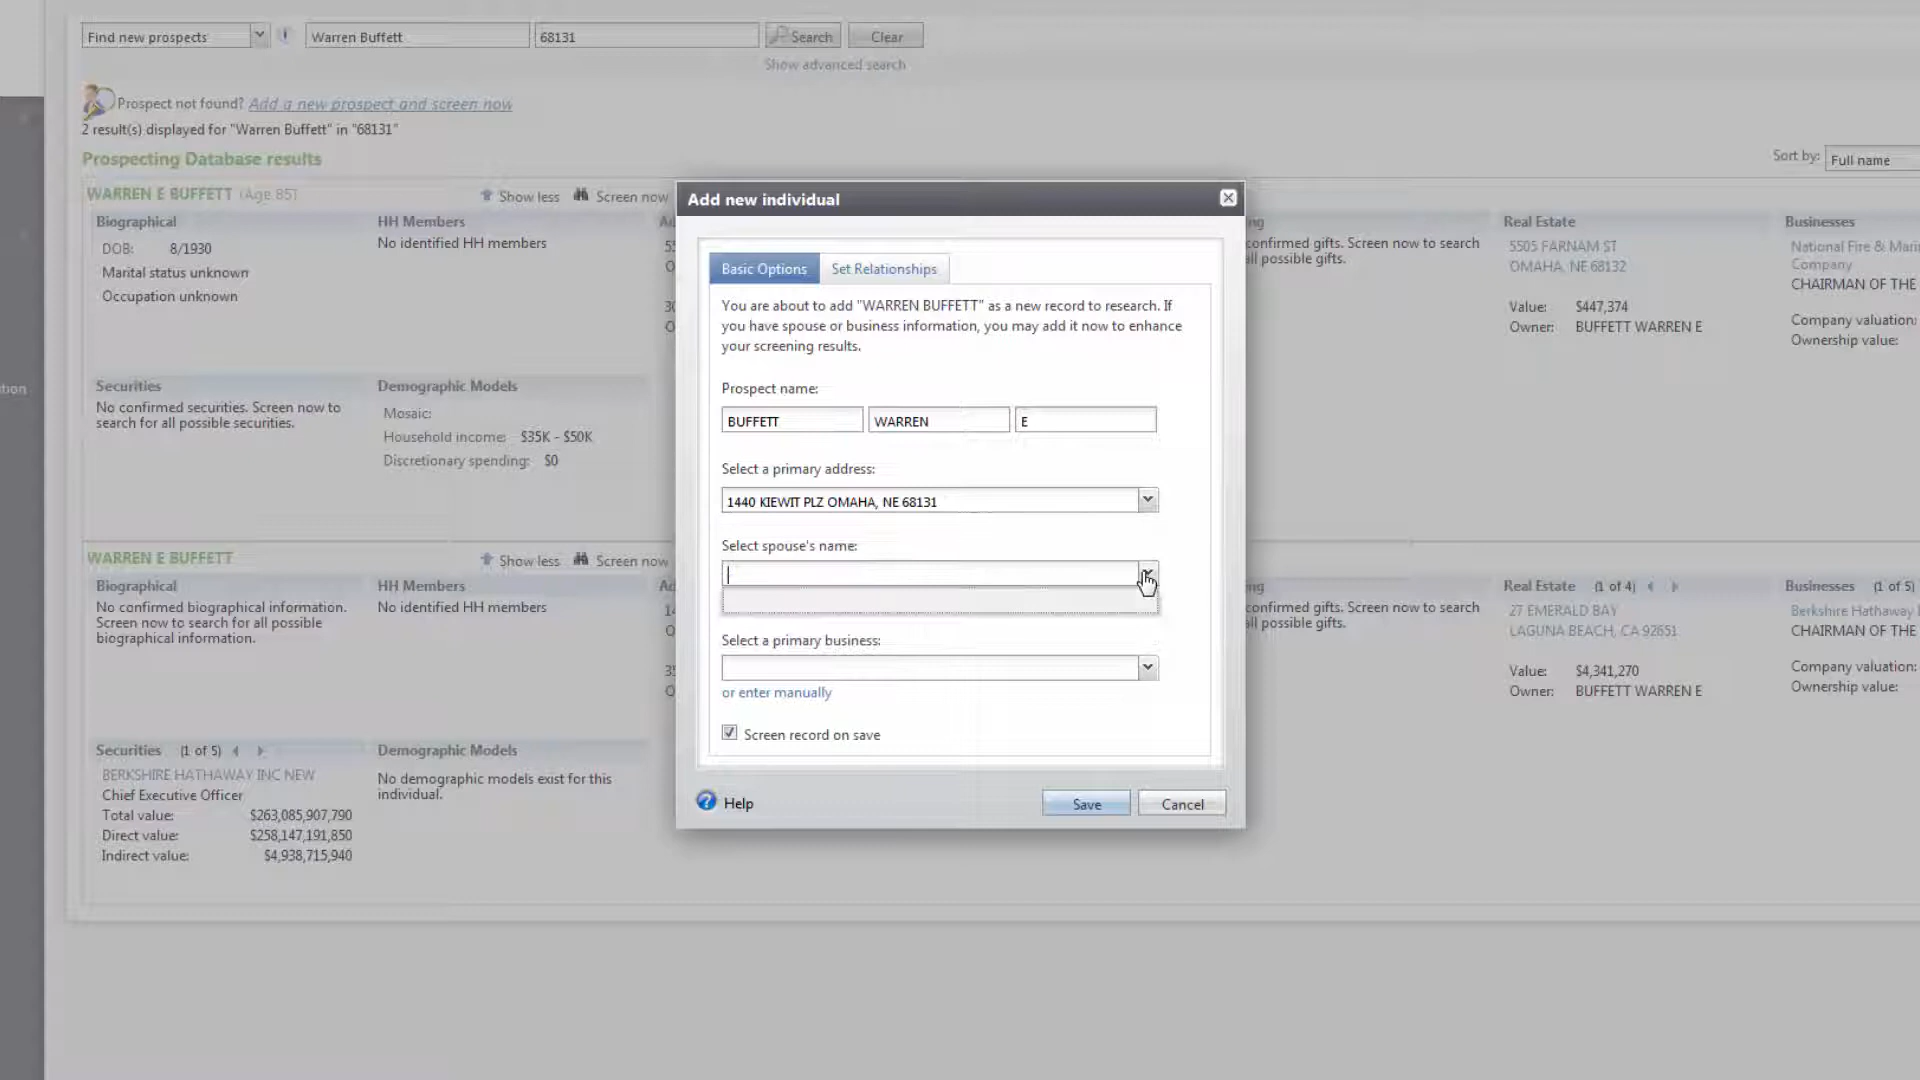 Find new prospects
Warren Buffett
68131
Search
Clear
Show advanced search
Prospect not found? Add a new prospect and screen now
2 result(s) displayed for "Warren Buffett" in "68131"
Prospecting Database results
Sort by:
Full name
WARREN E BUFFETT (Age 85)
Show less
Screen now
Biographical
DOB: 8/1930
Marital status unknown
Occupation unknown
HH Members
No identified HH members
confirmed gifts. Screen now to search
all possible gifts.
Real Estate
5505 FARNAM ST
OMAHA, NE 68132
Value: $447,374
Owner: BUFFETT WARREN E
Businesses
National Fire & Mari
Company
CHAIRMAN OF THE
Company valuation:
Ownership value:
tion
Securities
No confirmed securities. Screen now to
search for all possible securities.
Demographic Models
Mosaic:
Household income: $35K - $50K
Discretionary spending: $0
WARREN E BUFFETT
Show less
Screen now
Biographical
No confirmed biographical information.
Screen now to search for all possible
biographical information.
HH Members
No identified HH members
confirmed gifts. Screen now to search
all possible gifts.
Real Estate (1 of 4)
27 EMERALD BAY
LAGUNA BEACH, CA 92651
Value: $4,341,270
Owner: BUFFETT WARREN E
Businesses (1 of 5)
Berkshire Hathaway
CHAIRMAN OF THE
Company valuation:
Ownership value:
Securities (1 of 5)
BERKSHIRE HATHAWAY INC NEW
Chief Executive Officer
Total value: $263,085,907,790
Direct value: $258,147,191,850
Indirect value: $4,938,715,940
Demographic Models
No demographic models exist for this
individual.
Add new individual
Basic Options
Set Relationships
You are about to add "WARREN BUFFETT" as a new record to research. If
you have spouse or business information, you may add it now to enhance
your screening results.
Prospect name:
BUFFETT
WARREN
E
Select a primary address:
1440 KIEWIT PLZ OMAHA, NE 68131
Select spouse's name:
Select a primary business:
or enter manually
Screen record on save
Help
Save
Cancel